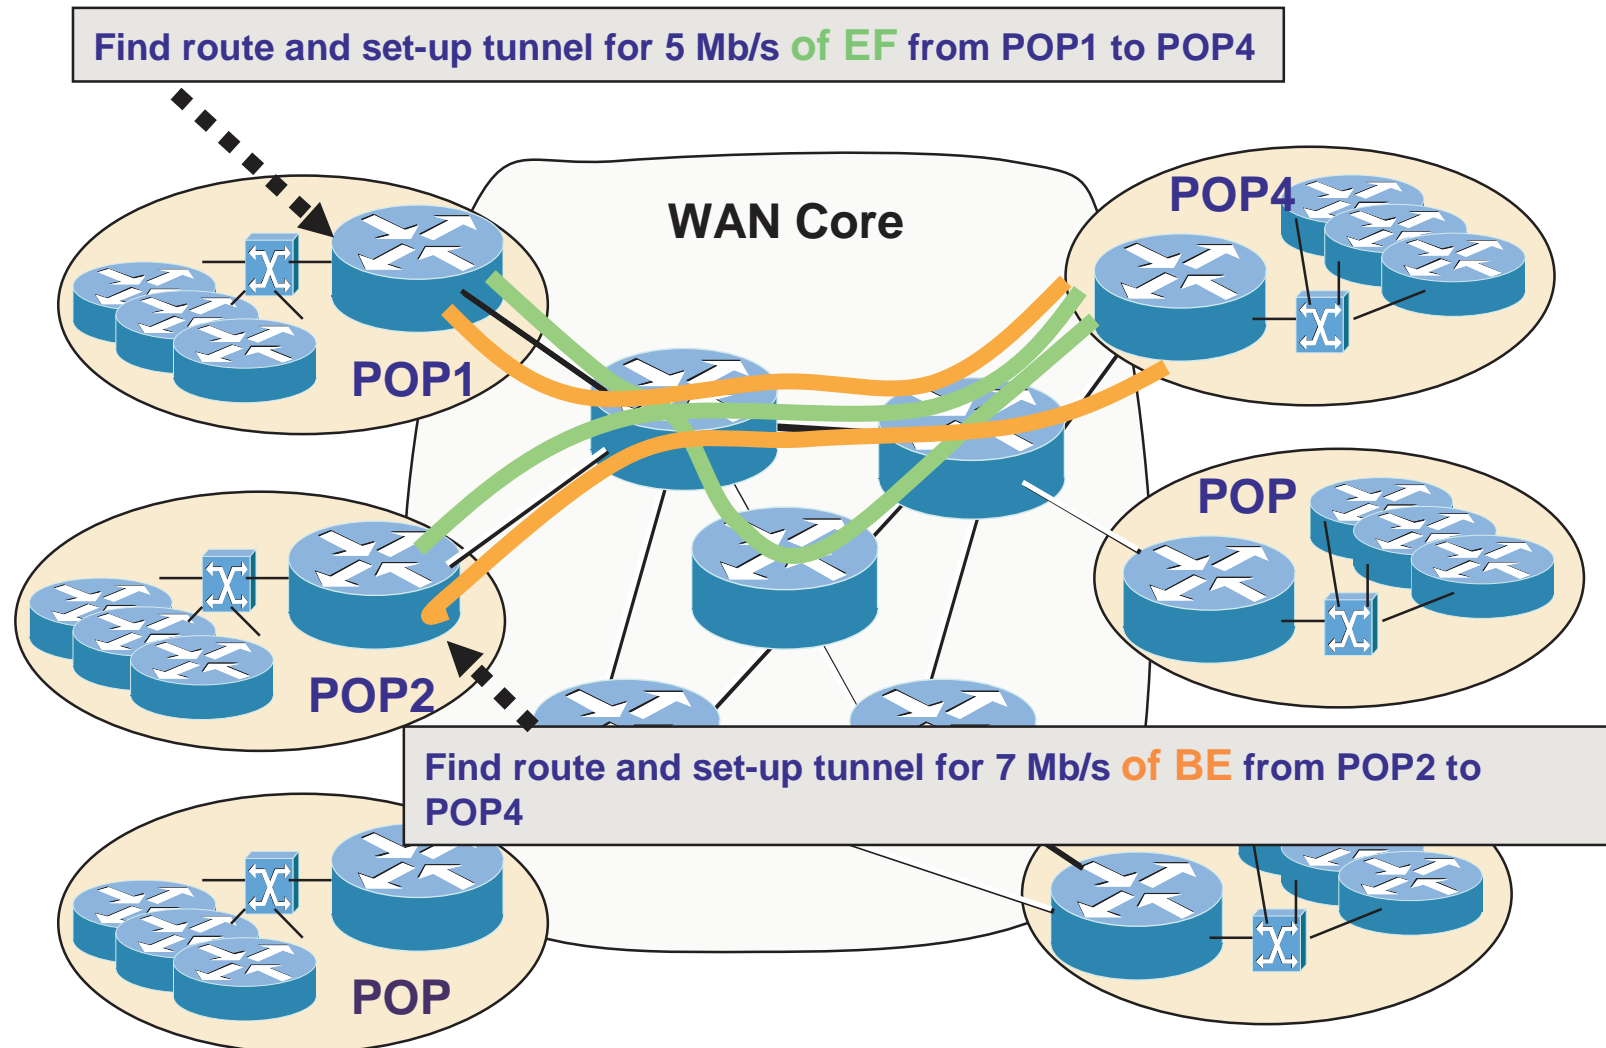 Find route and set-up tunnel for 5 Mb/s of EF from POP1 to POP4
WAN Core
POP4
POP1
POP
POP2
Find route and set-up tunnel for 7 Mb/s of BE from POP2 to
POP4
POP